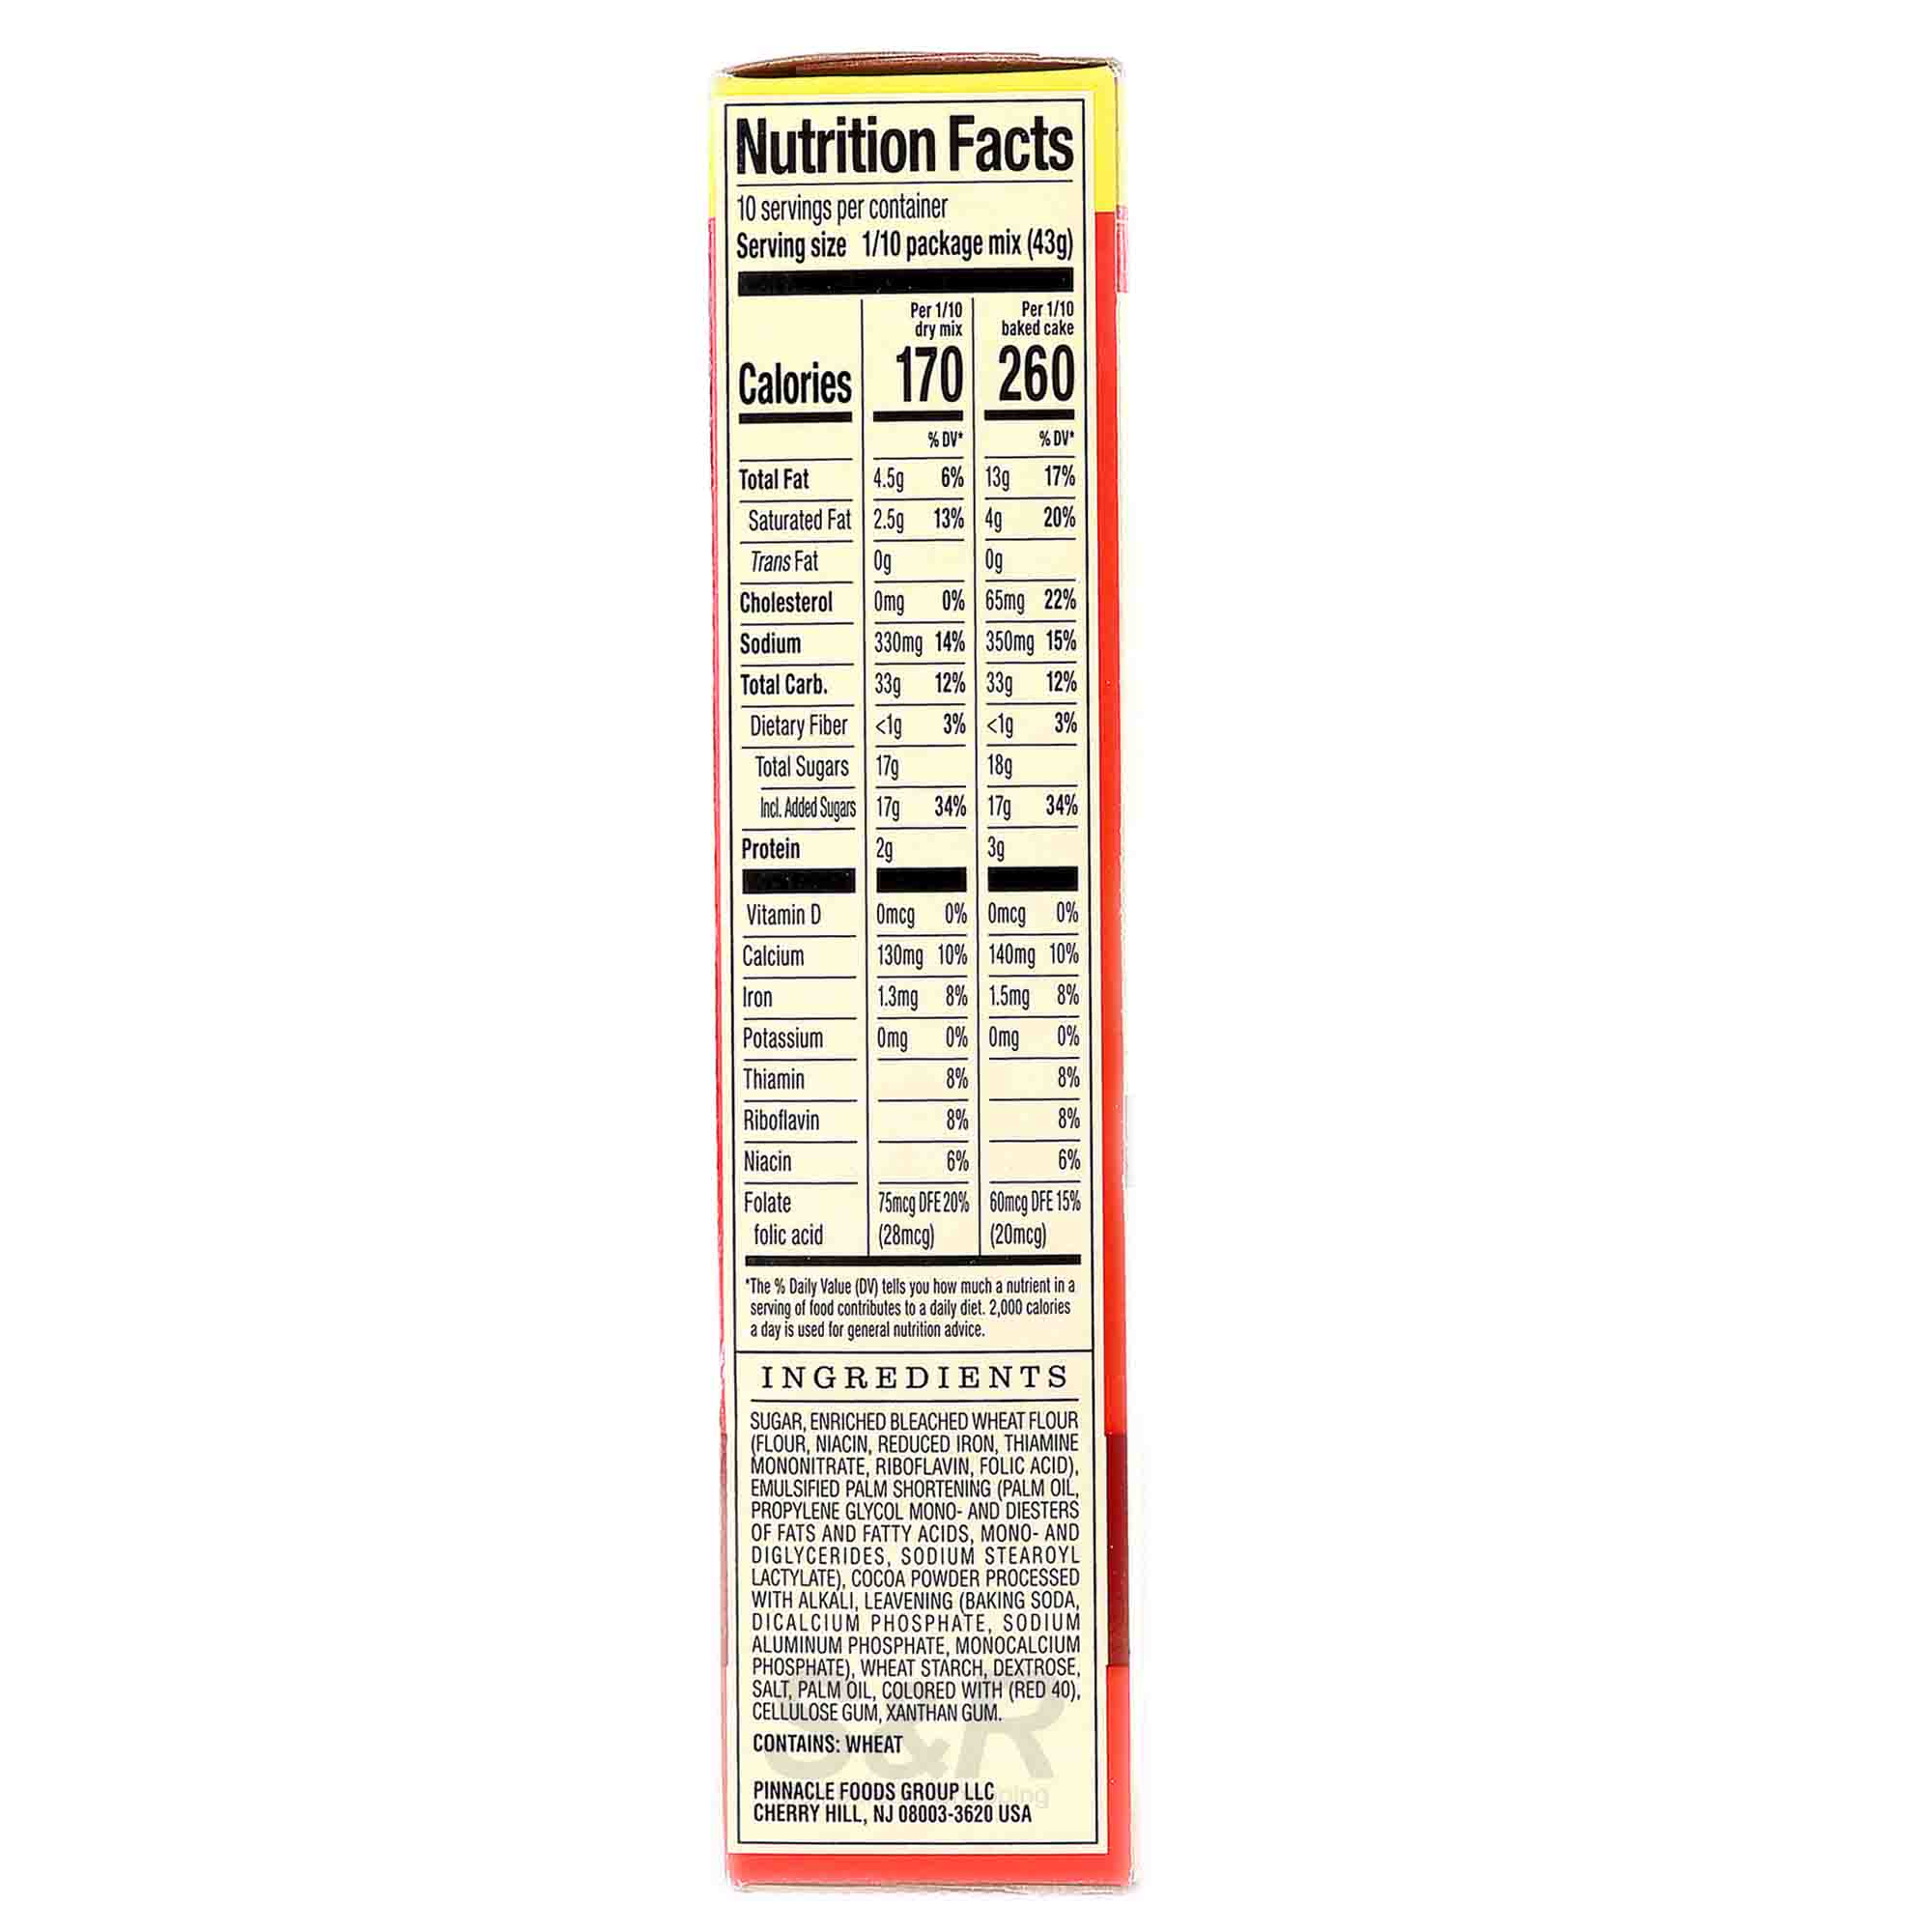 Nutrition Facts
10 servings per container
Serving size 1/10 package mix (43g)
Per 1/10 Per 1/10
dry mix baked cake
Calories 170 260
% DV* % DV*
Total Fat 4.5g 6% 13g 17%
Saturated Fat 2.5g 13% 4g 20%
Trans Fat 0g 0g
Cholesterol 0mg 0% 65mg 22%
Sodium 330mg 14% 350mg 15%
Total Carb. 33g 12% 33g 12%
Dietary Fiber <1g 3% <1g 3%
Total Sugars 17g 18g
Incl. Added Sugars 17g 34% 17g 34%
Protein 2g 3g
Vitamin D 0mcg 0% 0mcg 0%
Calcium 130mg 10% 140mg 10%
Iron 1.3mg 8% 1.5mg 8%
Potassium 0mg 0% 0mg 0%
Thiamin 8% 8%
Riboflavin 8% 8%
Niacin 6% 6%
Folate 75mcg DFE 20% 60mcg DFE 15%
folic acid (28mcg) (20mcg)
*The % Daily Value (DV) tells you how much a nutrient in a
serving of food contributes to a daily diet. 2,000 calories
a day is used for general nutrition advice.
INGREDIENTS
SUGAR, ENRICHED BLEACHED WHEAT FLOUR
(FLOUR, NIACIN, REDUCED IRON, THIAMINE
MONONITRATE, RIBOFLAVIN, FOLIC ACID),
EMULSIFIED PALM SHORTENING (PALM OIL,
PROPYLENE GLYCOL MONO- AND DIESTERS
OF FATS AND FATTY ACIDS, MONO- AND
DIGLYCERIDES, SODIUM STEAROYL
LACTYLATE), COCOA POWDER PROCESSED
WITH ALKALI, LEAVENING (BAKING SODA,
DICALCIUM PHOSPHATE, SODIUM
ALUMINUM PHOSPHATE, MONOCALCIUM
PHOSPHATE), WHEAT STARCH, DEXTROSE,
SALT, PALM OIL, COLORED WITH (RED 40),
CELLULOSE GUM, XANTHAN GUM.
CONTAINS: WHEAT
S&R
PINNACLE FOODS GROUP LLC
CHERRY HILL, NJ 08003-3620 USA